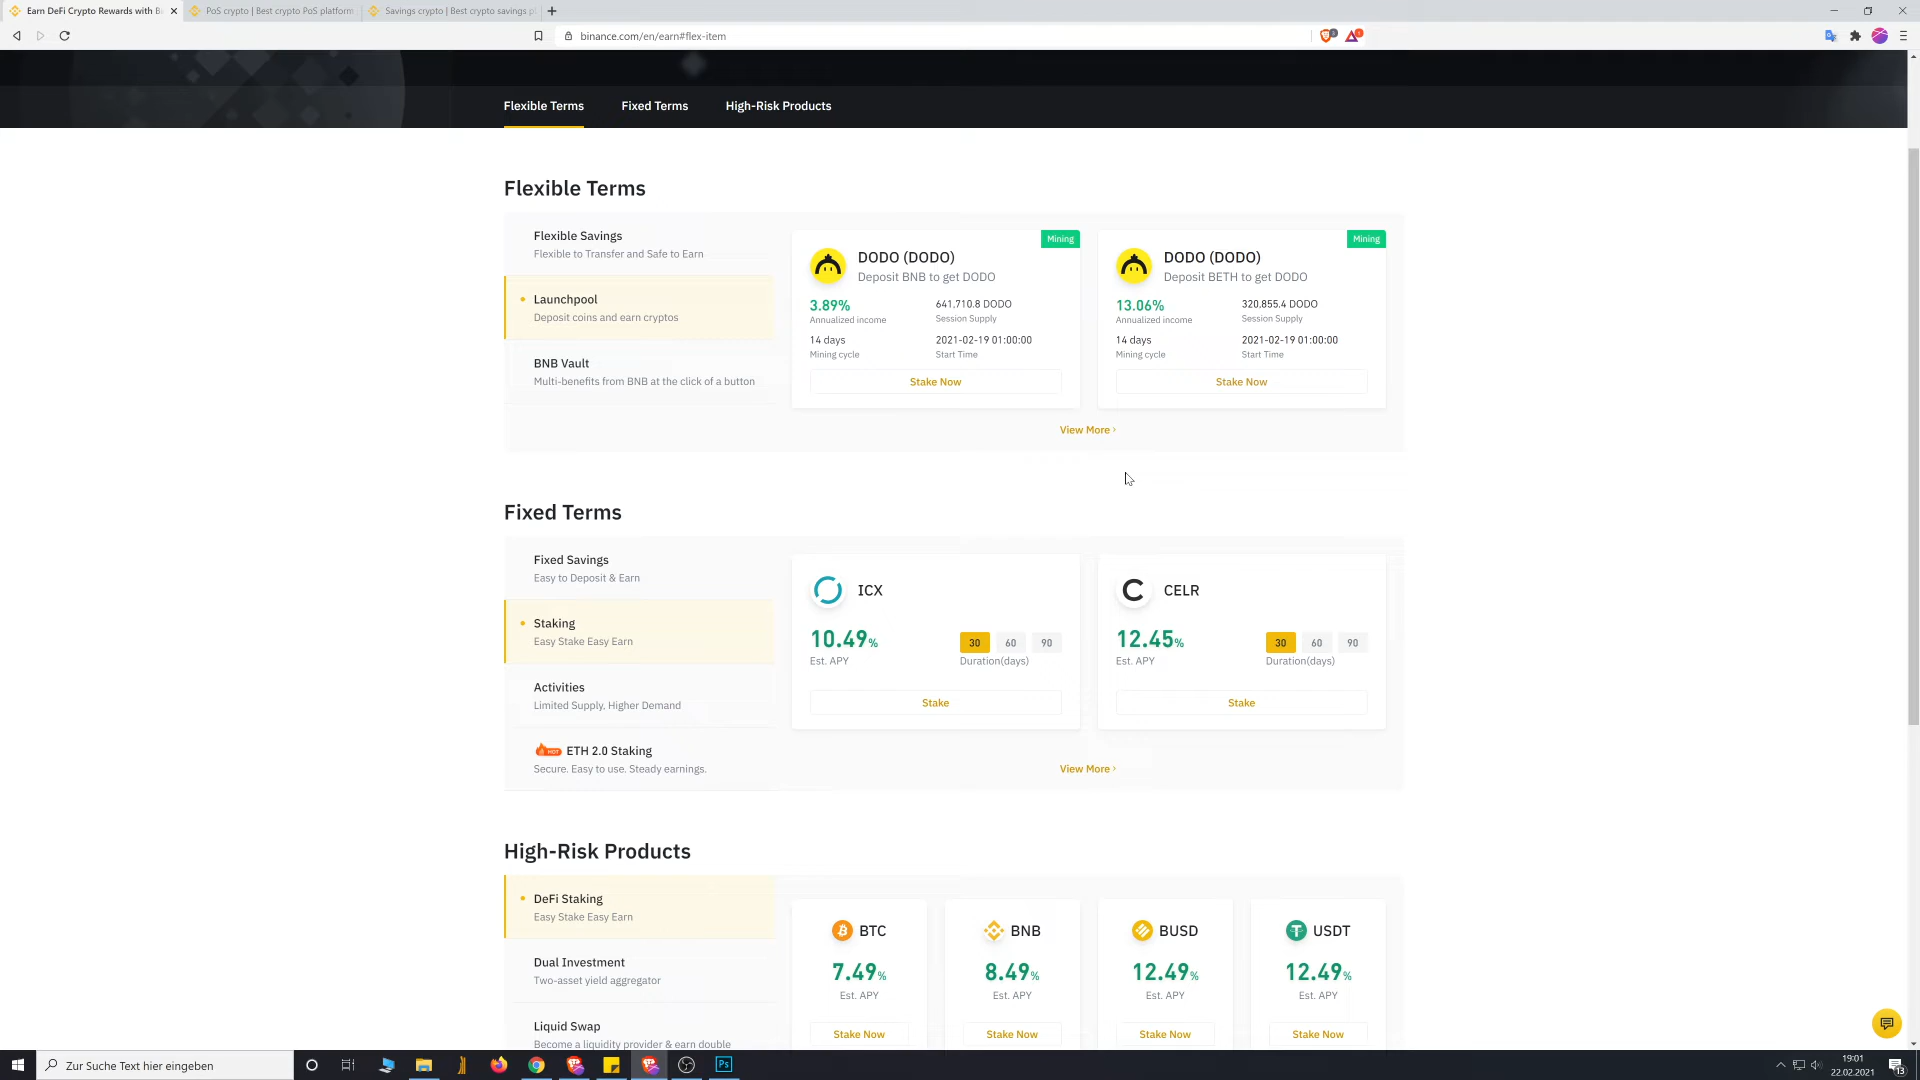 Earn DeFi Crypto Rewards with Bi
PoS crypto | Best crypto PoS platform
Savings crypto | Best crypto savings pl
binance.com/en/earn#flex-item
Flexible Terms
Fixed Terms
High-Risk Products
Flexible Terms
Flexible Savings
Flexible to Transfer and Safe to Earn
Launchpool
Deposit coins and earn cryptos
BNB Vault
Multi-benefits from BNB at the click of a button
Mining
DODO (DODO)
Deposit BNB to get DODO
3.89%
641,710.8 DODO
Annualized income
Session Supply
14 days
2021-02-19 01:00:00
Mining cycle
Start Time
Stake Now
Mining
DODO (DODO)
Deposit BETH to get DODO
13.06%
320,855.4 DODO
Annualized income
Session Supply
14 days
2021-02-19 01:00:00
Mining cycle
Start Time
Stake Now
View More
Fixed Terms
Fixed Savings
Easy to Deposit & Earn
Staking
Easy Stake Easy Earn
Activities
Limited Supply, Higher Demand
HOT ETH 2.0 Staking
Secure. Easy to use. Steady earnings.
ICX
10.49%
30 60 90
Est. APY
Duration(days)
Stake
CELR
12.45%
30 60 90
Est. APY
Duration(days)
Stake
View More
High-Risk Products
DeFi Staking
Easy Stake Easy Earn
Dual Investment
Two-asset yield aggregator
Liquid Swap
Become a liquidity provider & earn double
BTC
7.49%
Est. APY
Stake Now
BNB
8.49%
Est. APY
Stake Now
BUSD
12.49%
Est. APY
Stake Now
USDT
12.49%
Est. APY
Stake Now
Zur Suche Text hier eingeben
Ps
19:01
22.02.2021
13